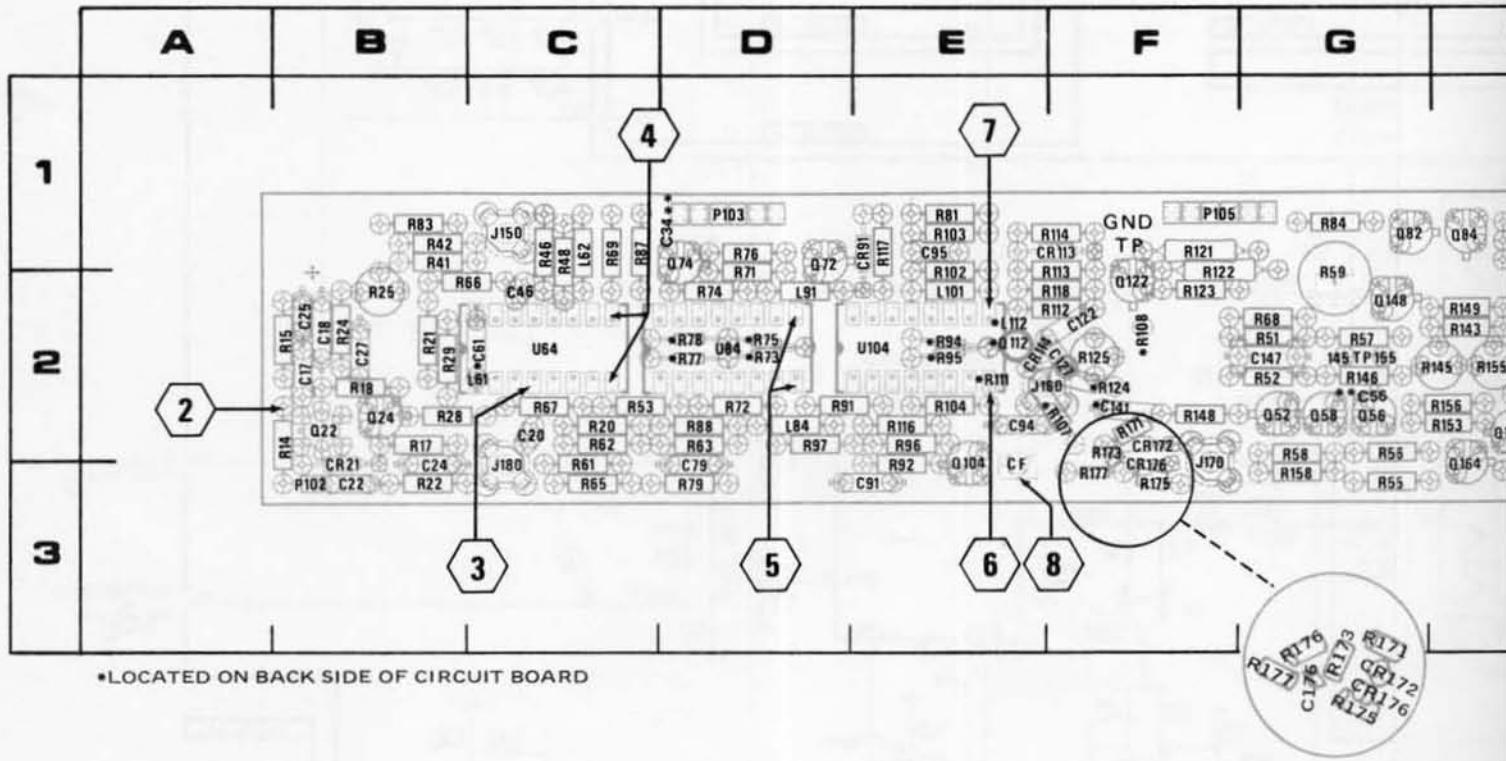 A B C D E F G
1
2
3
4 7
C34••
R83 J150 R46 R48 L62 R69 R87 P103 R81 GND P105 R84 Q82 Q84
R42 R103 R114 TP
R41 Q74 R76 Q72 CR91 R117 C95 CR113 R121
R71 R102 R113 Q122 R122 R59
R66 C46 R74 L91 L101 R118 R123 Q148
R25 R112 C122
R15 C25 C18 R24 C27 R21 R29 C61 U64 •L112 •R108 R68 R149
•R78 U84 •R75 U104 •R94 •Q112 CR114 C127 R125 R51 R57 R143
•R77 •R73 •R95 C147 145 TP155 R145 R155
C17 L61 •R111 J160 •R124 R52 R146
R18 ••C56
2 Q24 R28 R67 R53 R72 R91 R104 •R107 •C141 R148 Q52 Q58 Q56 R156
R14 Q22 C20 R20 R88 L84 R116 C94 R171 R153
R17 R62 R63 R97 R96 R173 CR172
CR21 C24 J180 R61 C79 R92 Q104 CF R177 CR176 J170 R58 R56 Q164
P102 C22 R22 R65 R79 C91 R175 R158 R55
3 5 6 8
R176 R173 R171
R177 C176 CR172
CR176
R175
•LOCATED ON BACK SIDE OF CIRCUIT BOARD